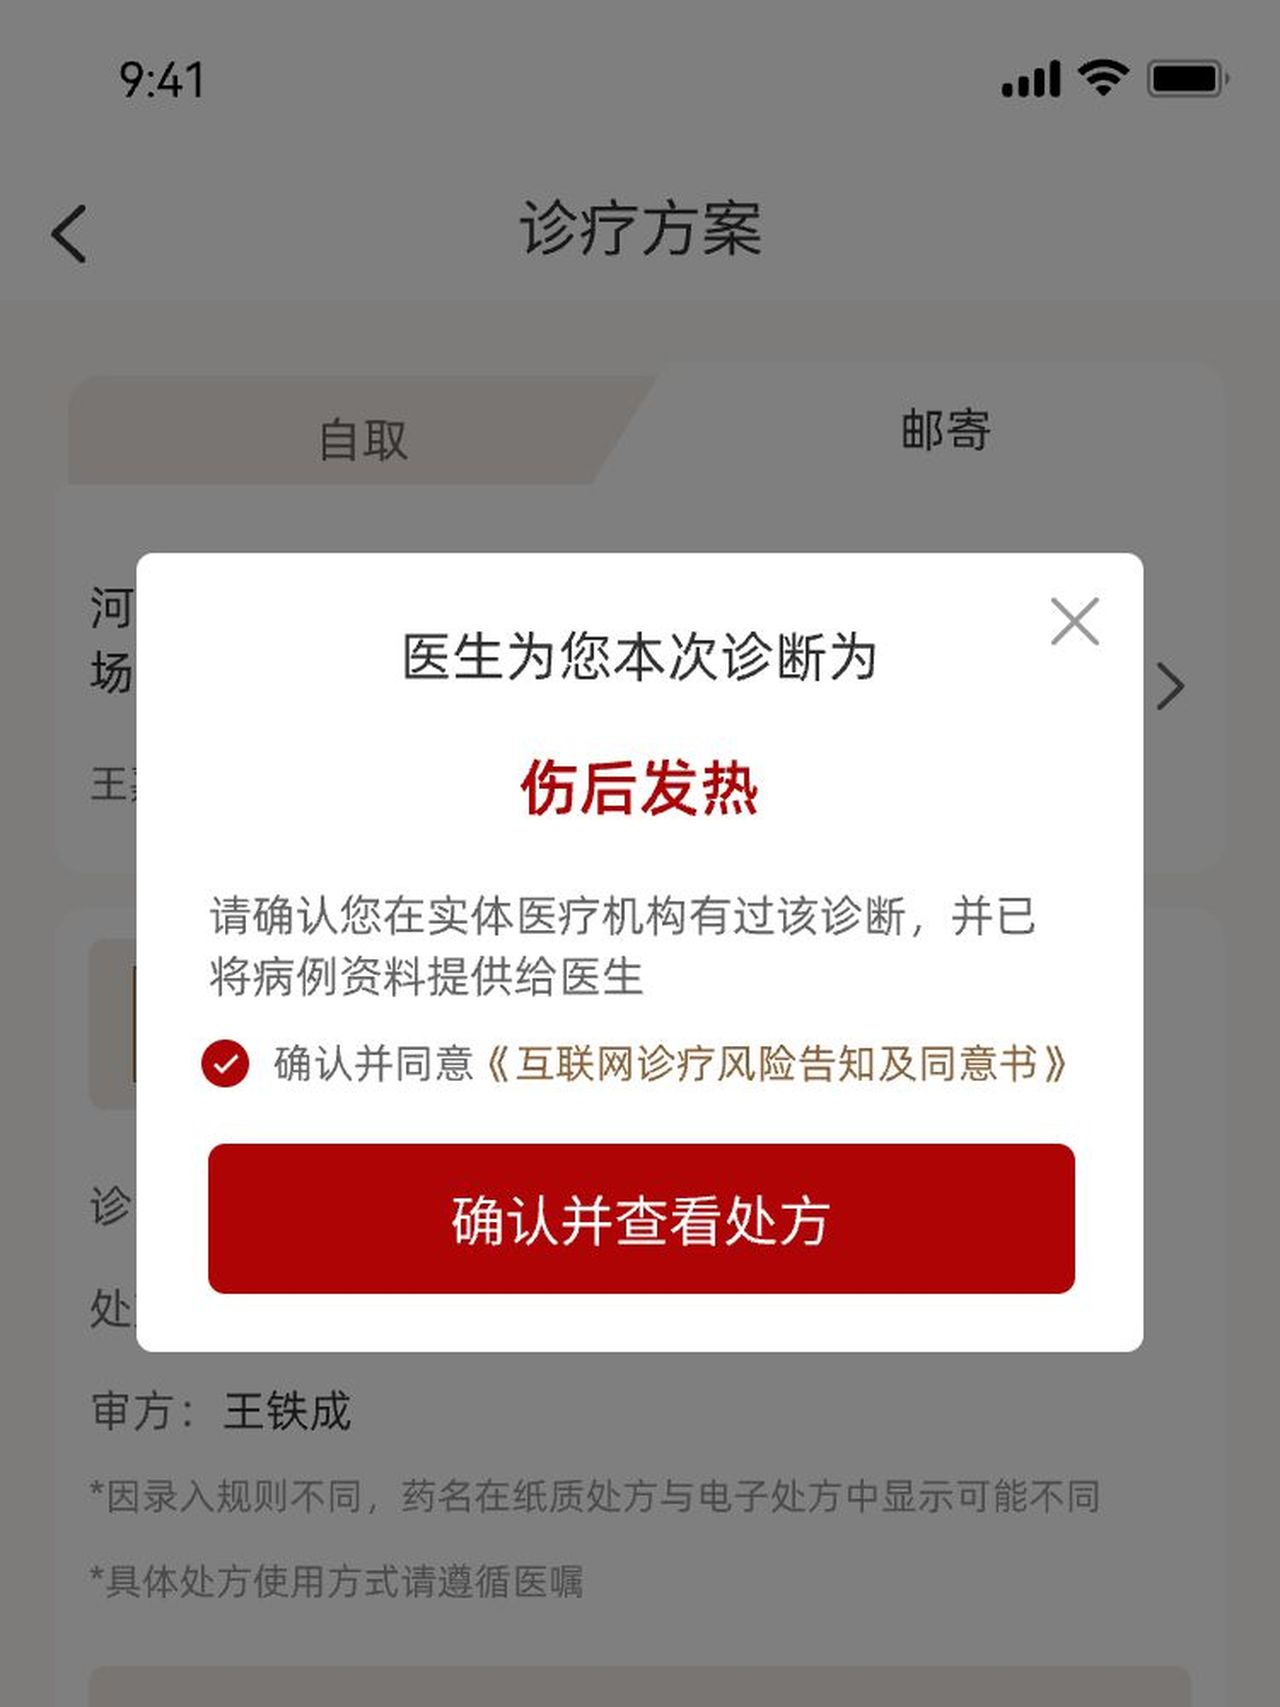 9:41
诊疗方案
自取
邮寄
河
场
王
医生为您本次诊断为
伤后发热
请确认您在实体医疗机构有过该诊断，并已
将病例资料提供给医生
确认并同意《互联网诊疗风险告知及同意书》
确认并查看处方
诊
处
审方：王铁成
*因录入规则不同，药名在纸质处方与电子处方中显示可能不同
*具体处方使用方式请遵循医嘱